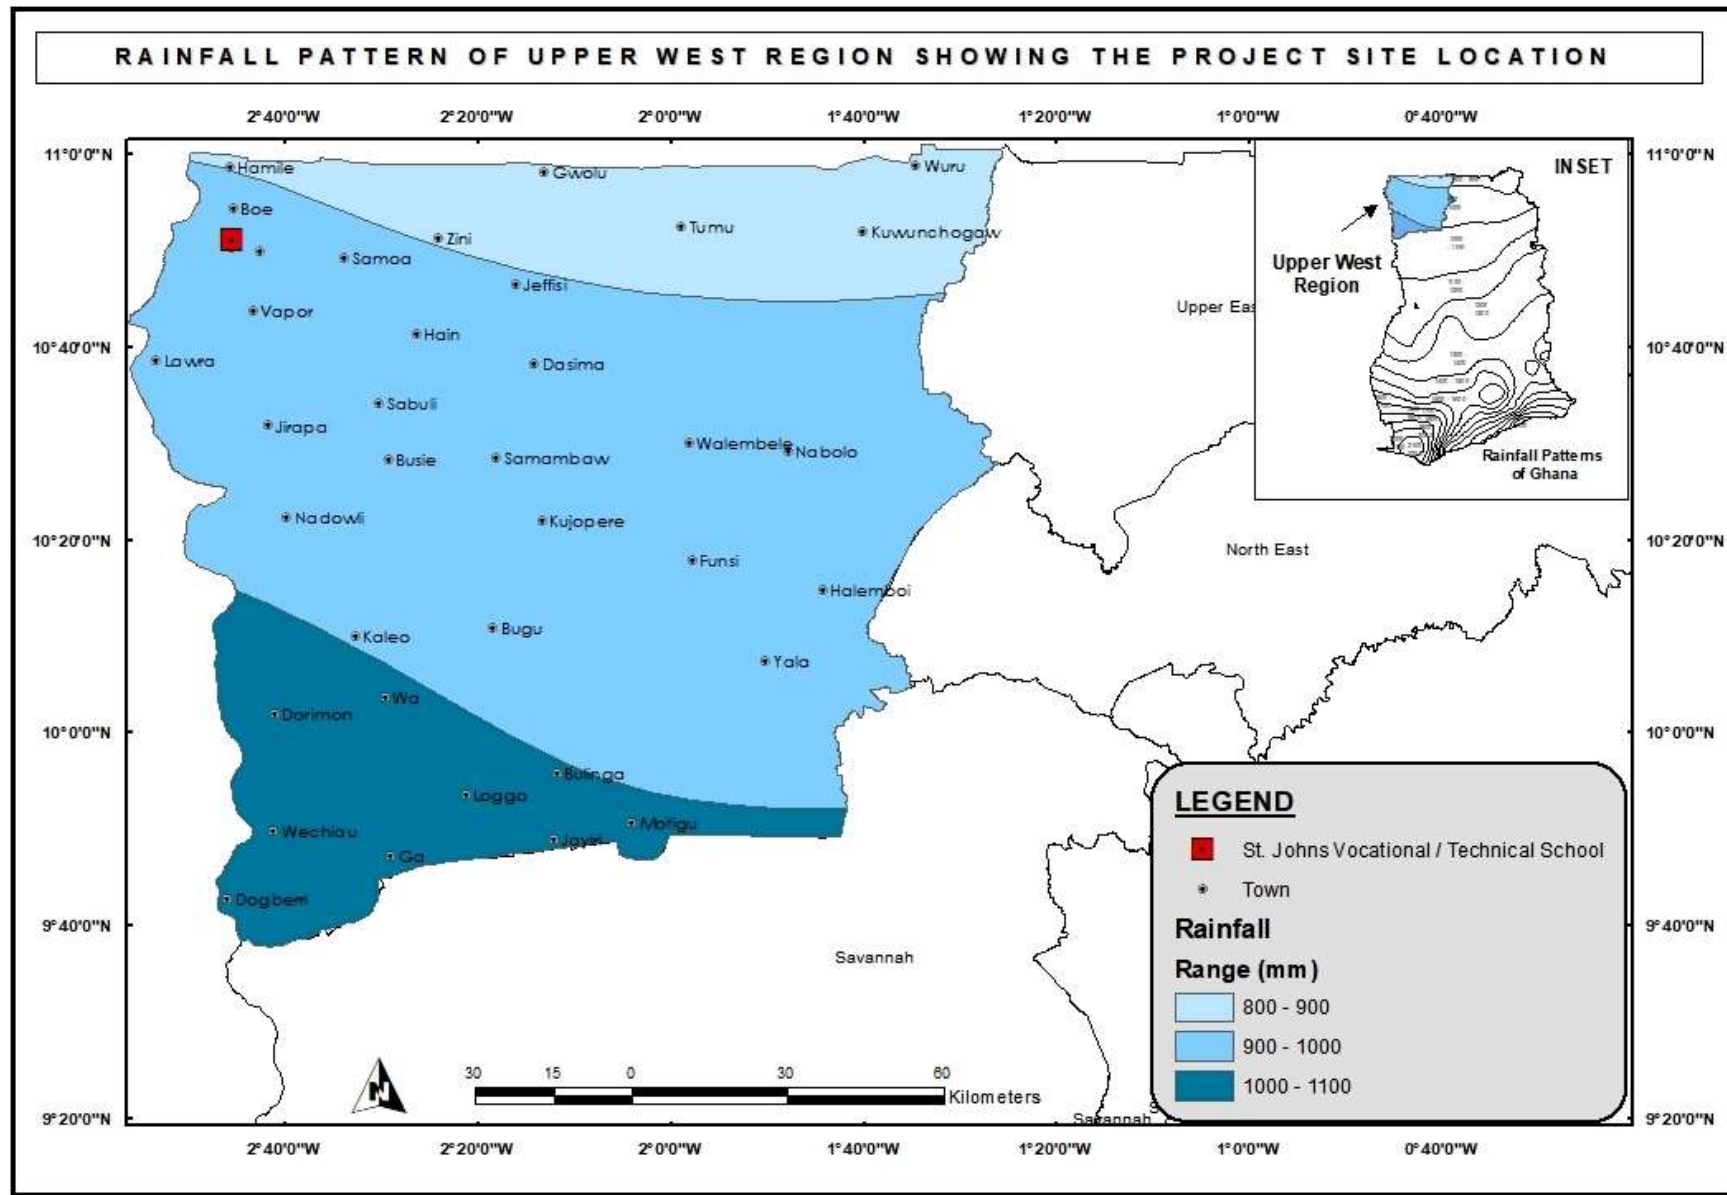 RAINFALL PATTERN OF UPPER WEST REGION SHOWING THE PROJECT SITE LOCATION
2°40'0"W 2°20'0"W 2°0'0"W 1°40'0"W 1°20'0"W 1°0'0"W 0°40'0"W
11°0'0"N 11°0'0"N
Hamile
Gwolu
Wuru
INSET
Boe
Zini
Tumu
Kuwunchogaw
Samoa
Upper West
Region
Jeffisi
Upper Eas
Vapor
Hain
10°40'0"N 10°40'0"N
Lawra
Dasima
Sabuli
Jirapa
Walembele
Nabolo
Busie
Samambaw
Rainfall Patterns
of Ghana
Nadowli
Kujopere
10°20'0"N 10°20'0"N
North East
Funsi
Halemboi
Kaleo
Bugu
Yala
Wa
Dorimon
10°0'0"N 10°0'0"N
Bulinga
Loggo
Motigu
Wechiau
Ga
Dogbem
9°40'0"N 9°40'0"N
Savannah
LEGEND
St. Johns Vocational / Technical School
Town
Rainfall
Range (mm)
800 - 900
900 - 1000
1000 - 1100
N
30 15 0 30 60
Kilometers
Savannah
9°20'0"N 9°20'0"N
2°40'0"W 2°20'0"W 2°0'0"W 1°40'0"W 1°20'0"W 1°0'0"W 0°40'0"W